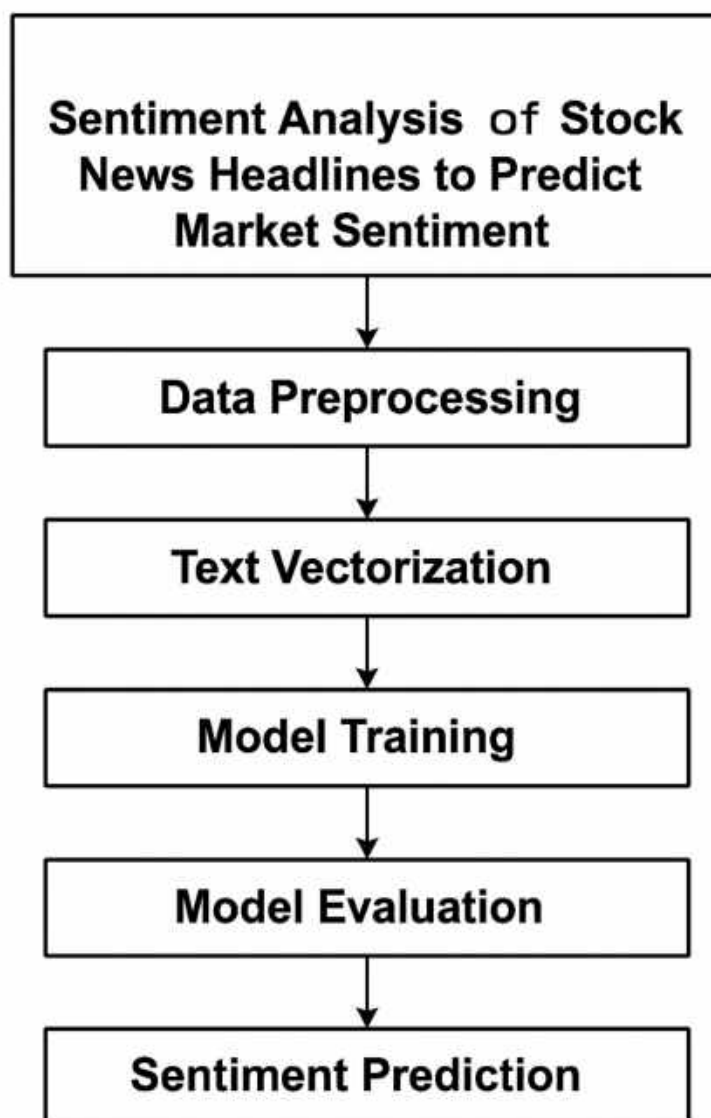 Sentiment Analysis of Stock
News Headlines to Predict
Market Sentiment
Data Preprocessing
Text Vectorization
Model Training
Model Evaluation
Sentiment Prediction